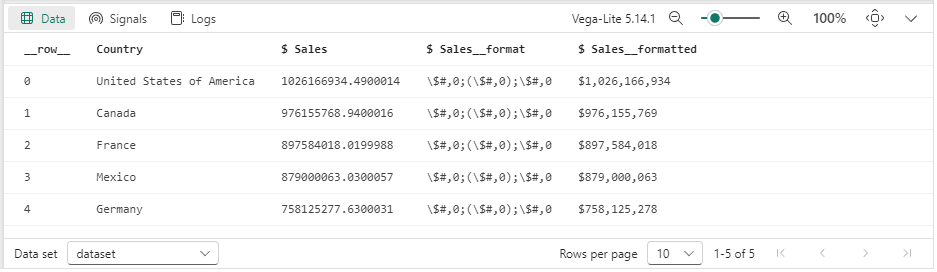 Data Signals Logs Vega-Lite 5.14.1 100%
__row__ Country $ Sales $ Sales__format $ Sales__formatted
0 United States of America 1026166934.4900014 \$#,0;(\$#,0);\$#,0 $1,026,166,934
1 Canada 976155768.9400016 \$#,0;(\$#,0);\$#,0 $976,155,769
2 France 897584018.0199988 \$#,0;(\$#,0);\$#,0 $897,584,018
3 Mexico 879000063.0300057 \$#,0;(\$#,0);\$#,0 $879,000,063
4 Germany 758125277.6300031 \$#,0;(\$#,0);\$#,0 $758,125,278
Data set dataset Rows per page 10 1-5 of 5